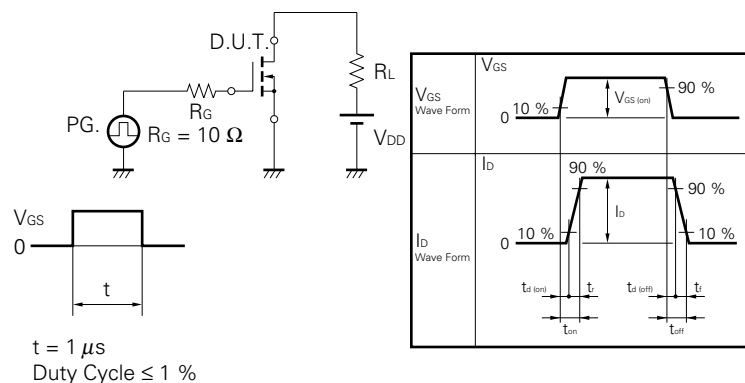 D.U.T.
RL
RG
PG.
RG = 10 Ω
VDD
VGS
0
t
t = 1 μs
Duty Cycle ≤ 1 %
VGS
Wave Form
VGS
10 %
VGS (on)
90 %
0
ID
Wave Form
ID
90 %
90 %
10 %
ID
10 %
0
td (on)
tr
td (off)
tf
ton
toff